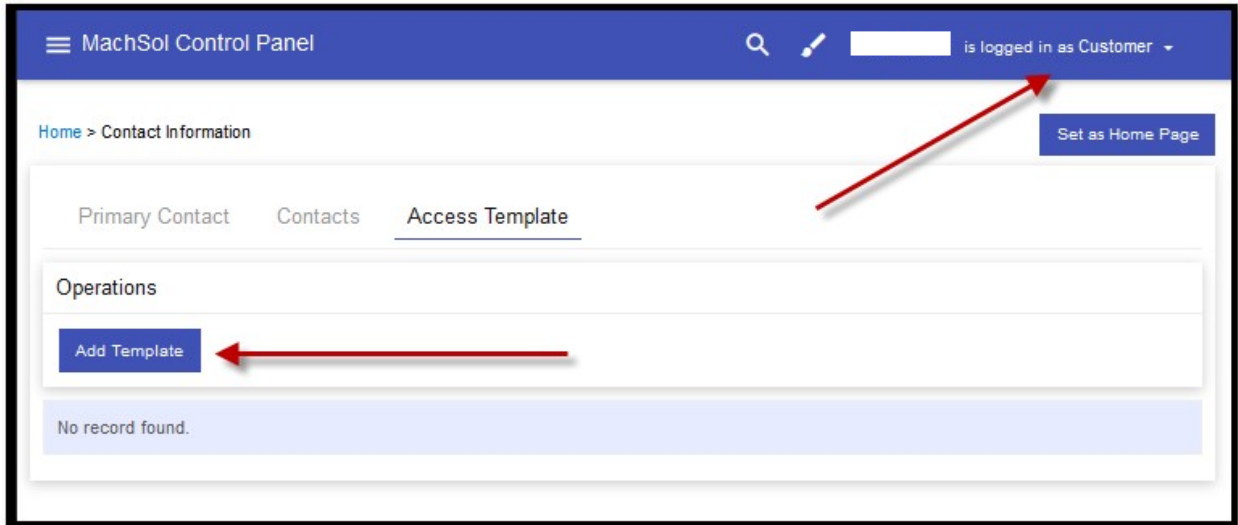 MachSol Control Panel
is logged in as Customer
Home > Contact Information
Set as Home Page
Primary Contact Contacts Access Template
Operations
Add Template
No record found.